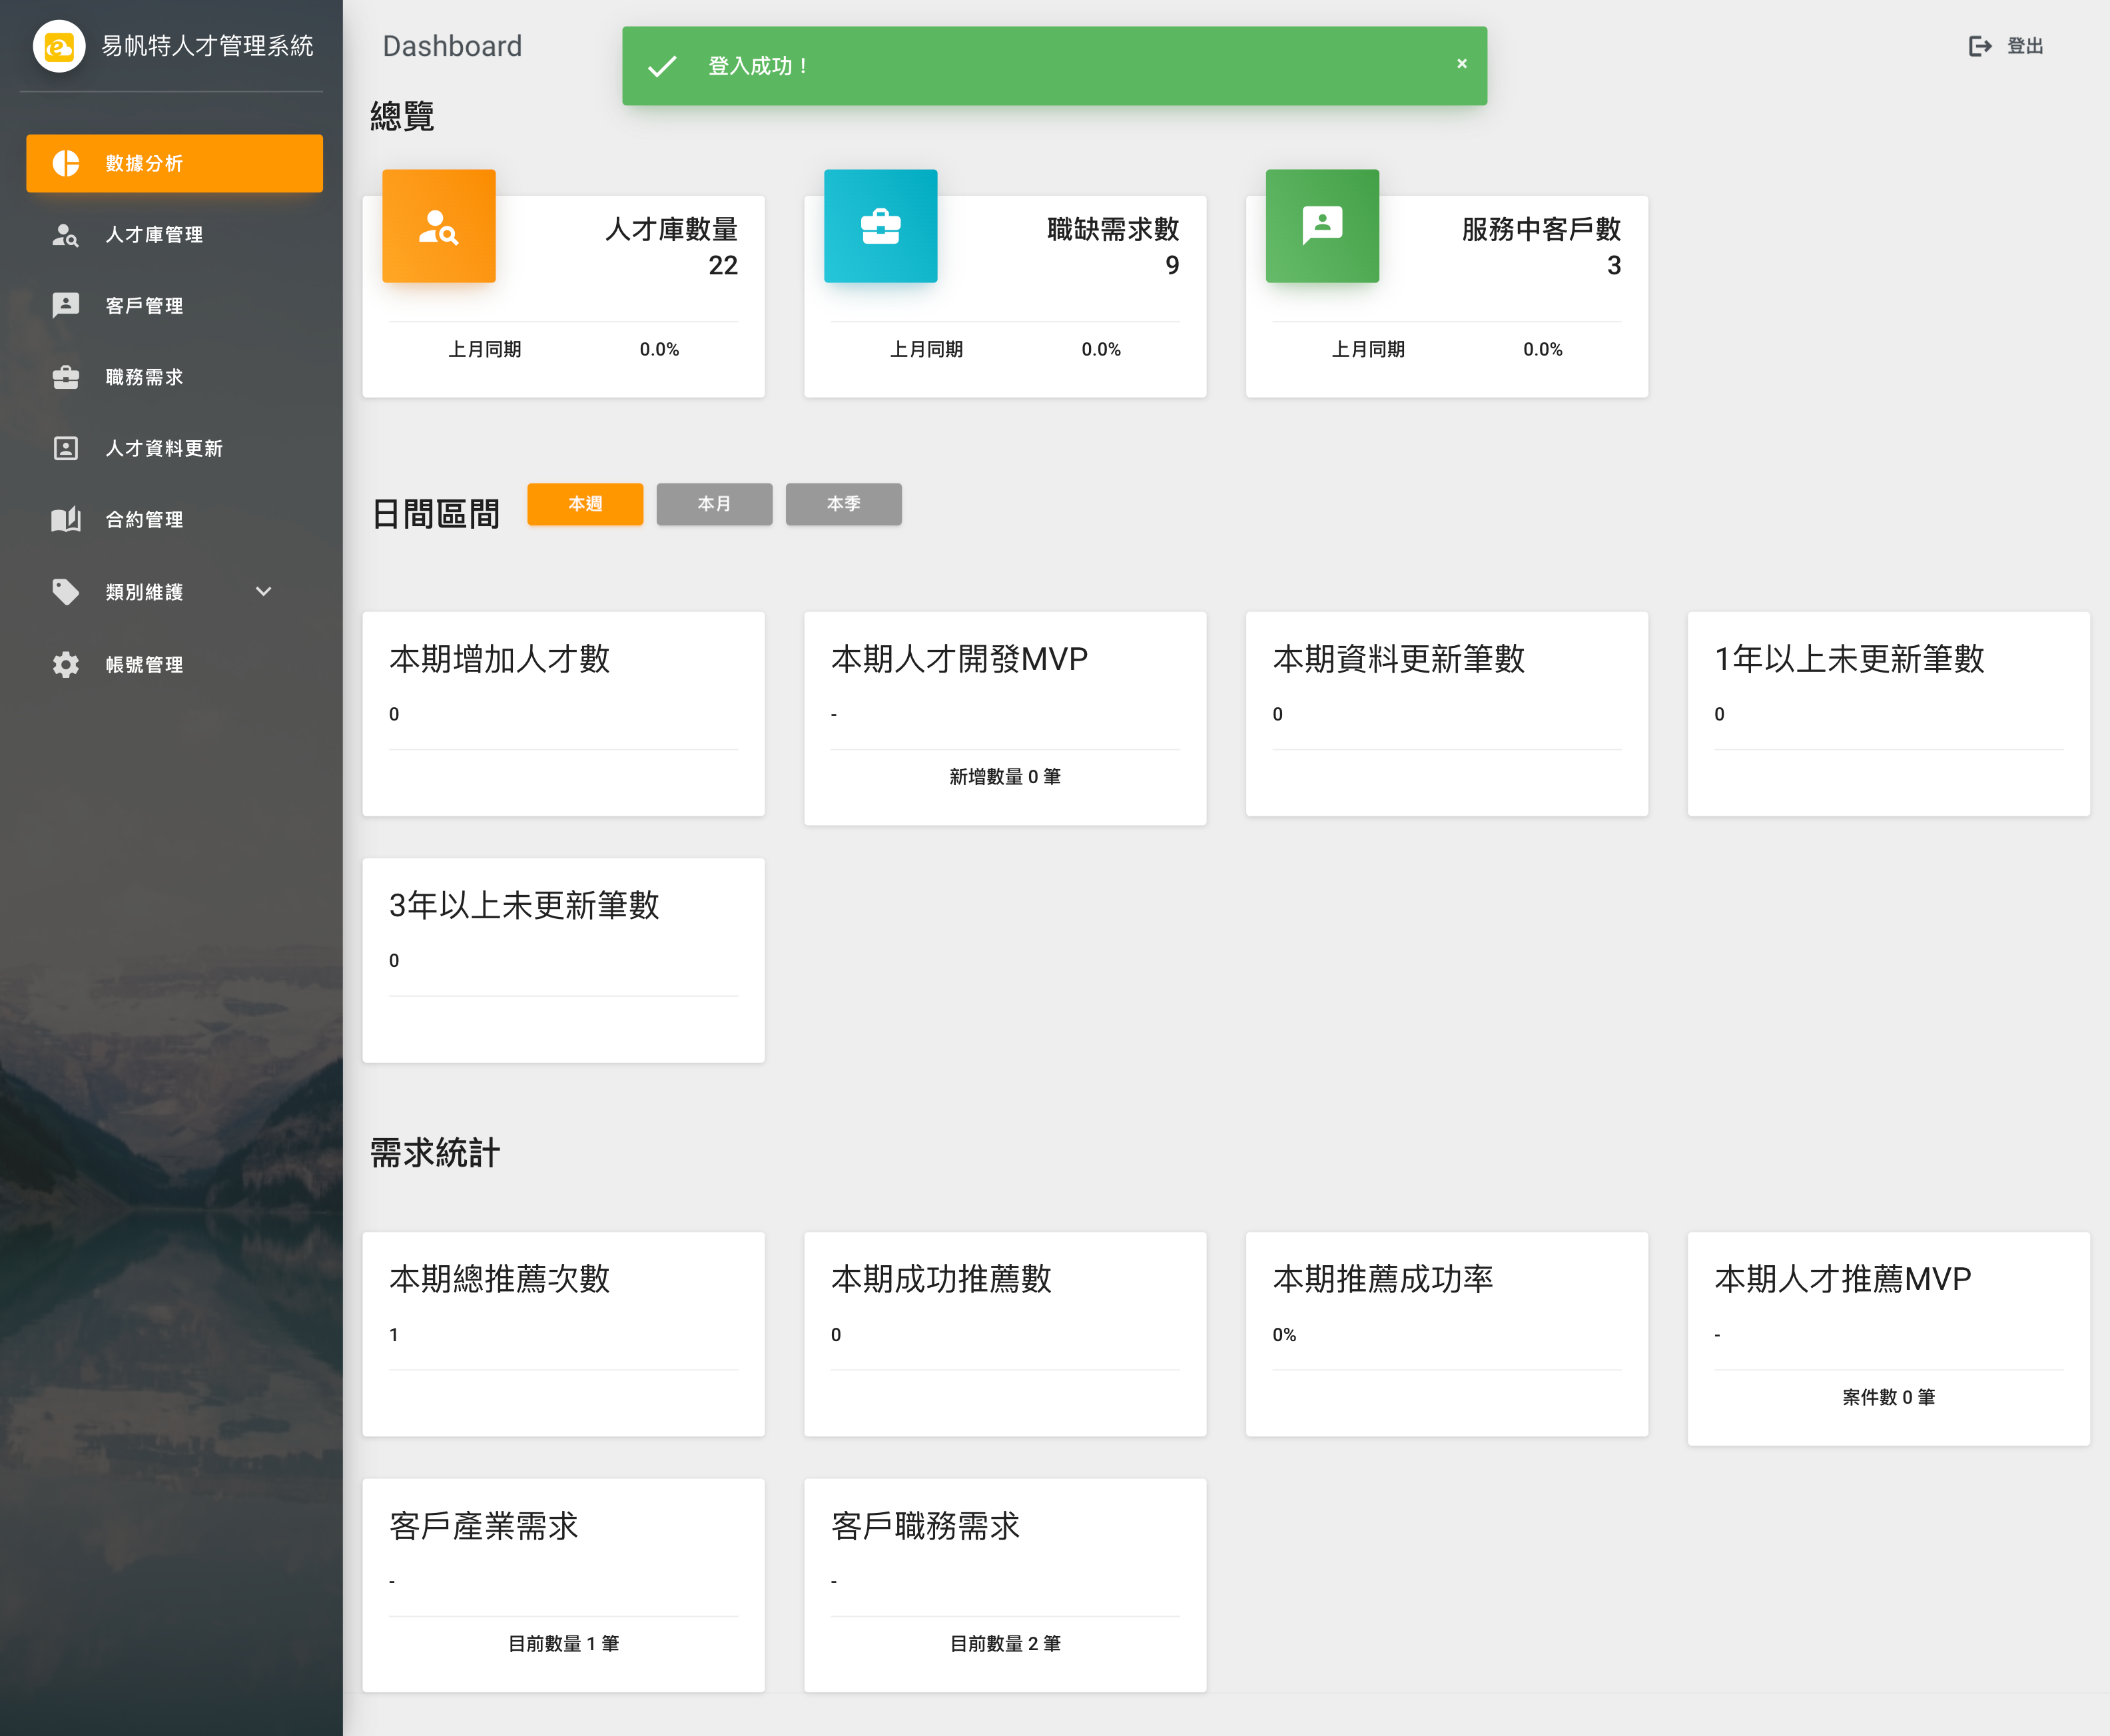 易帆特人才管理系統
數據分析
人才庫管理
客戶管理
職務需求
人才資料更新
合約管理
類別維護
帳號管理
Dashboard
登入成功！
×
登出
總覽
人才庫數量
22
上月同期 0.0%
職缺需求數
9
上月同期 0.0%
服務中客戶數
3
上月同期 0.0%
日間區間 本週 本月 本季
本期增加人才數
0
本期人才開發MVP
-
新增數量 0 筆
本期資料更新筆數
0
1年以上未更新筆數
0
3年以上未更新筆數
0
需求統計
本期總推薦次數
1
本期成功推薦數
0
本期推薦成功率
0%
本期人才推薦MVP
-
案件數 0 筆
客戶產業需求
-
目前數量 1 筆
客戶職務需求
-
目前數量 2 筆